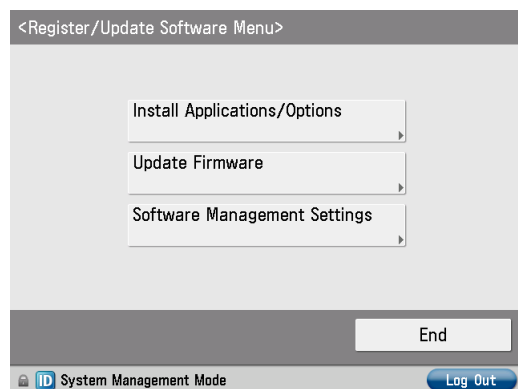 <Register/Update Software Menu>
Install Applications/Options
Update Firmware
Software Management Settings
End
ID System Management Mode
Log Out